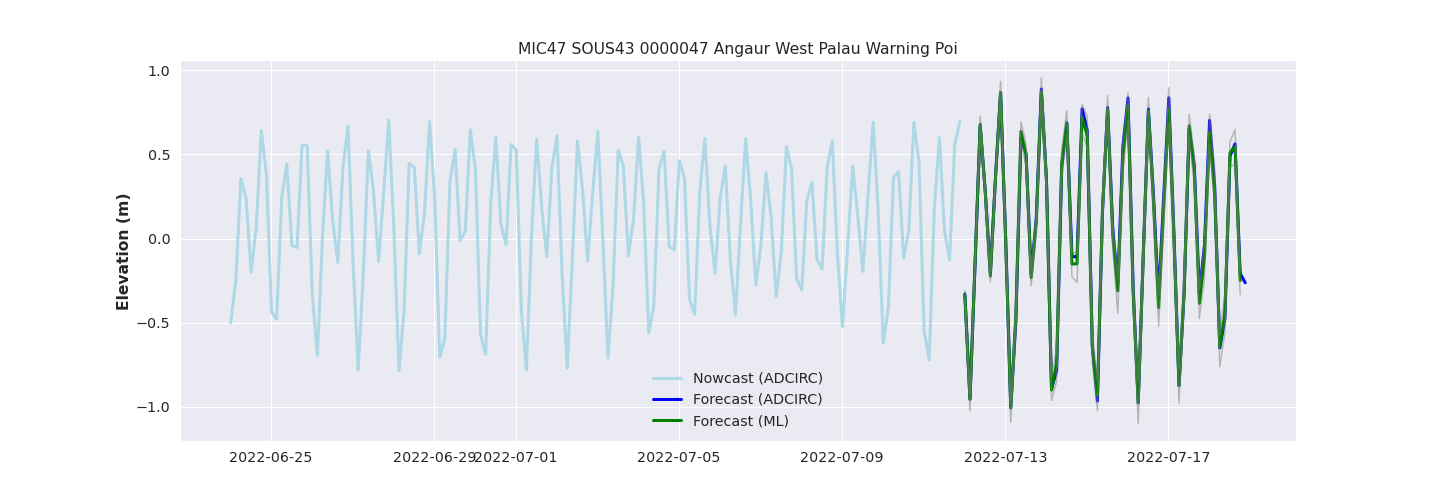 MIC47 SOUS43 0000047 Angaur West Palau Warning Poi
1.0
0.5
0.0
−0.5
−1.0
Elevation (m)
Nowcast (ADCIRC)
Forecast (ADCIRC)
Forecast (ML)
2022-06-25 2022-06-29 2022-07-01 2022-07-05 2022-07-09 2022-07-13 2022-07-17